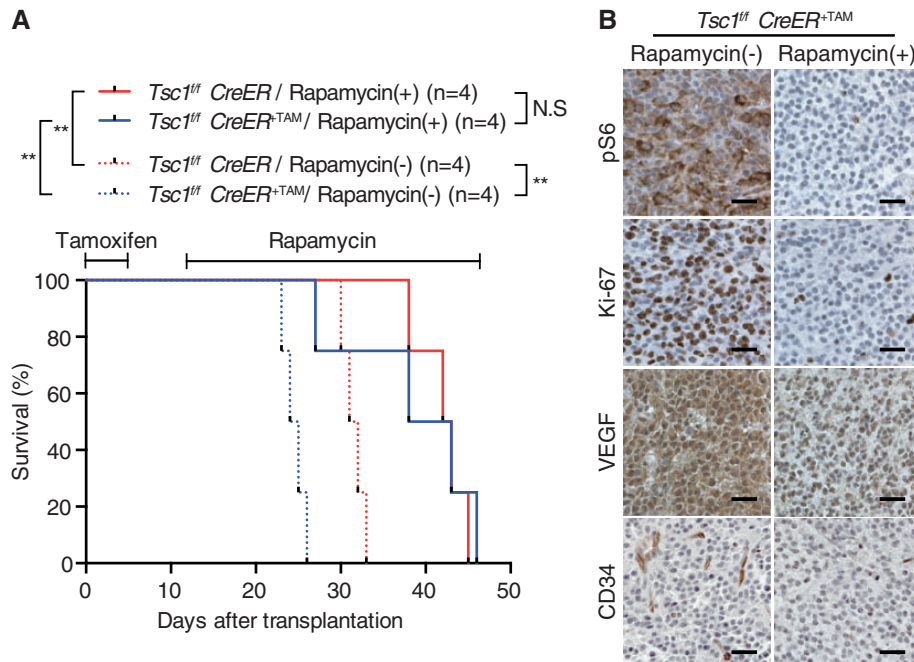 A
Tsc1f/f CreER / Rapamycin(+) (n=4)
Tsc1f/f CreER+TAM/ Rapamycin(+) (n=4)
N.S
**
**
Tsc1f/f CreER / Rapamycin(-) (n=4)
Tsc1f/f CreER+TAM/ Rapamycin(-) (n=4)
**
Tamoxifen
Rapamycin
100
80
60
40
20
0
Survival (%)
0 10 20 30 40 50
Days after transplantation
B
Tsc1f/f CreER+TAM
Rapamycin(-) Rapamycin(+)
pS6
Ki-67
VEGF
CD34